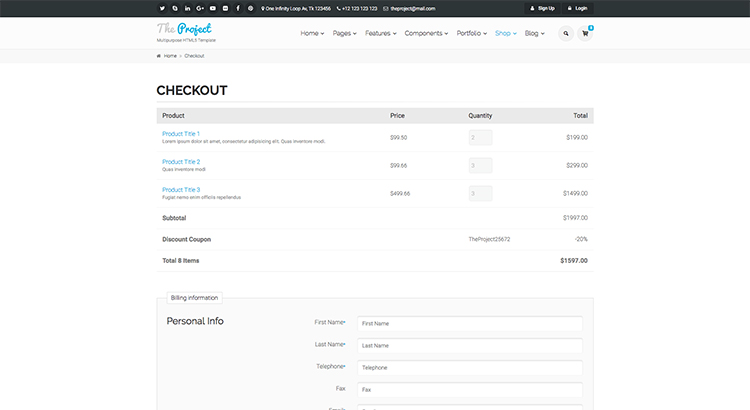 One Infinity Loop Av, Tk 123456 +12 123 123 123 theproject@mail.com Sign Up Login
The Project
Multipurpose HTML5 Template
Home Pages Features Components Portfolio Shop Blog
Home Checkout
CHECKOUT
Product Price Quantity Total
Product Title 1
Lorem ipsum dolor sit amet, consectetur adipisicing elit. Quas inventore modi.
$99.50 2 $199.00
Product Title 2
Quas inventore modi
$99.66 3 $299.00
Product Title 3
Fugiat nemo enim officiis repellendus
$499.66 3 $1499.00
Subtotal $1997.00
Discount Coupon TheProject25672 -20%
Total 8 Items $1597.00
Billing information
Personal Info
First Name* First Name
Last Name* Last Name
Telephone* Telephone
Fax Fax